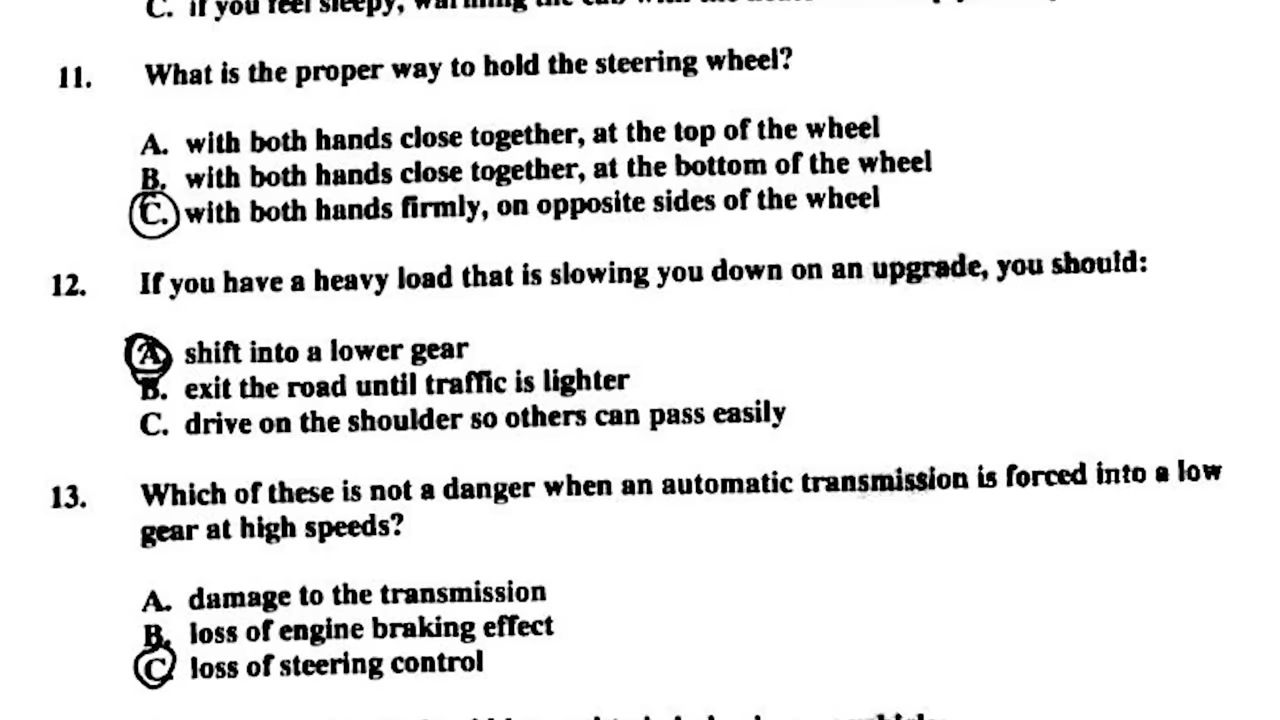 C. if you feel sleepy,
11. What is the proper way to hold the steering wheel?
A. with both hands close together, at the top of the wheel
B. with both hands close together, at the bottom of the wheel
C. with both hands firmly, on opposite sides of the wheel
12. If you have a heavy load that is slowing you down on an upgrade, you should:
A. shift into a lower gear
B. exit the road until traffic is lighter
C. drive on the shoulder so others can pass easily
13. Which of these is not a danger when an automatic transmission is forced into a low
gear at high speeds?
A. damage to the transmission
B. loss of engine braking effect
C loss of steering control